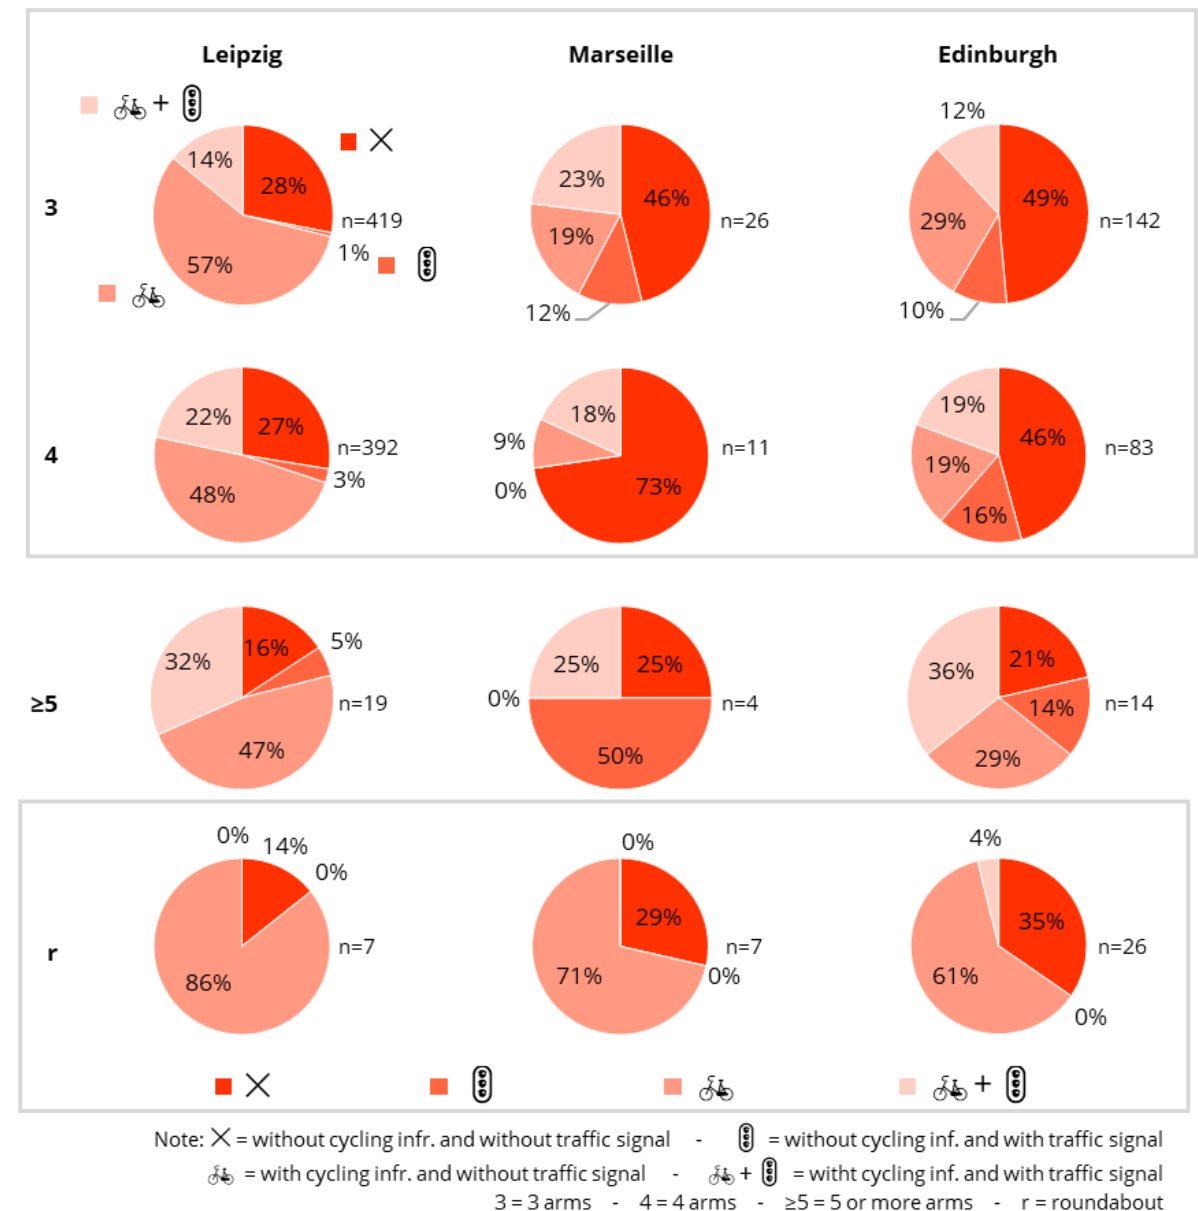 Leipzig Marseille Edinburgh
+
12%
14% 28% 23% 46% 49%
3 n=419 n=26 n=142
1% 19% 29%
57%
12% 10%
22% 27% 18% 19% 46%
4 n=392 9% n=11 n=83
3% 0% 73% 19%
48% 16%
16% 5%
32% 25% 25% 36% 21%
≥5 n=19 0% n=4 14% n=14
47% 50% 29%
0% 14% 0% 4%
0%
29% 35%
r n=7 n=7 n=26
86% 71% 0% 61%
0%
+
Note: X = without cycling infr. and without traffic signal - = without cycling inf. and with traffic signal
= with cycling infr. and without traffic signal - + = witht cycling inf. and with traffic signal
3 = 3 arms - 4 = 4 arms - ≥5 = 5 or more arms - r = roundabout